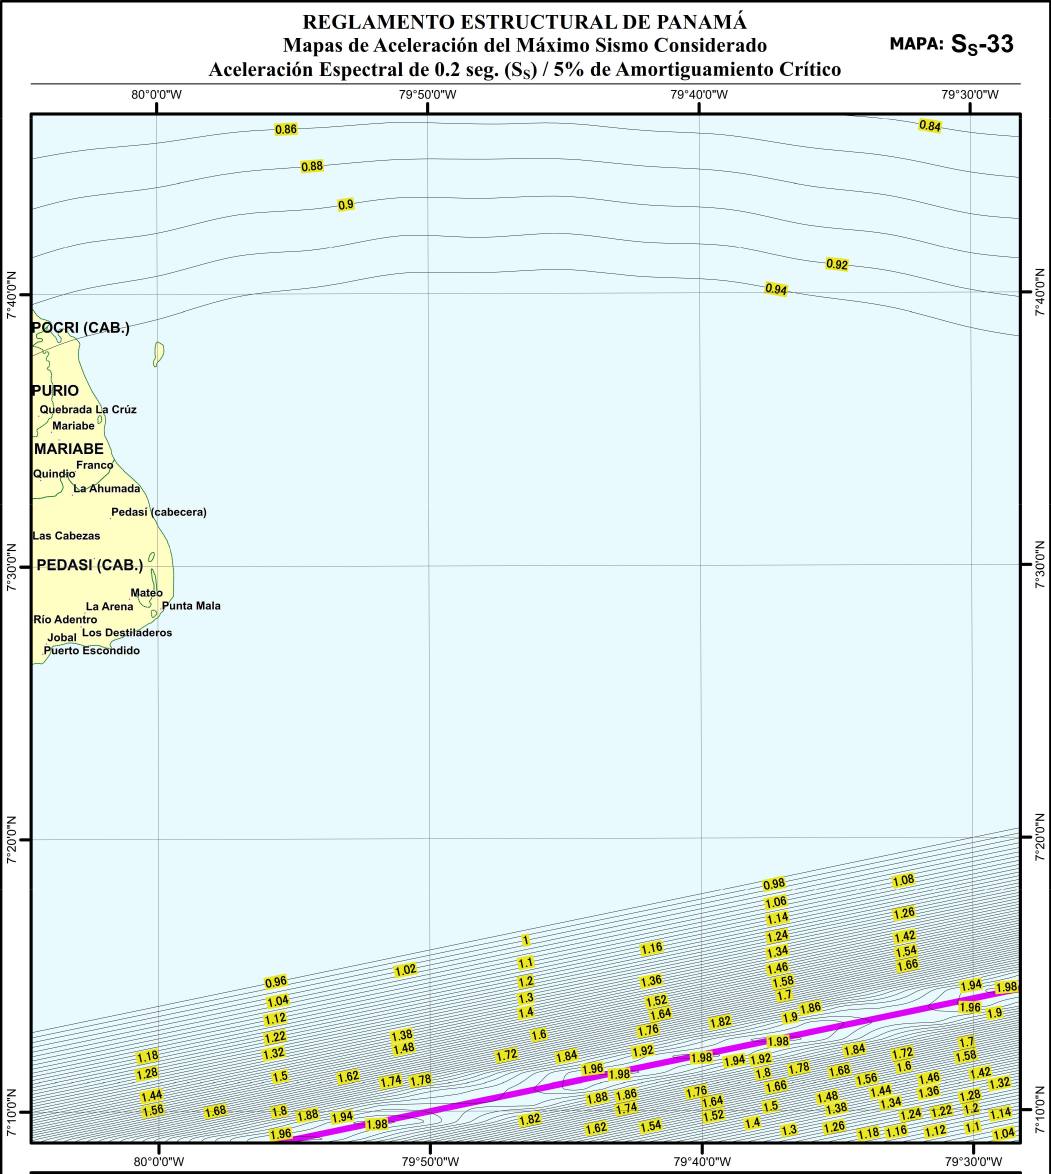 REGLAMENTO ESTRUCTURAL DE PANAMÁ
Mapas de Aceleración del Máximo Sismo Considerado
MAPA: SS-33
Aceleración Espectral de 0.2 seg. (SS) / 5% de Amortiguamiento Crítico
80°0'0"W 79°50'0"W 79°40'0"W 79°30'0"W
0.84
0.86
0.88
0.9
0.92
0.94
7°40'0"N 7°40'0"N
POCRI (CAB.)
PURIO
Quebrada La Crúz
Mariabe
MARIABE
Franco
Quindio
La Ahumada
Pedasí (cabecera)
Las Cabezas
7°30'0"N 7°30'0"N
PEDASI (CAB.)
Mateo
La Arena Punta Mala
Río Adentro
Los Destiladeros
Jobal
Puerto Escondido
7°20'0"N 7°20'0"N
0.98 1.08
1.06
1.14 1.26
1.24 1.42
1 1.16 1.34 1.54
1.02 1.1 1.46 1.66
0.96 1.2 1.36 1.58
1.04 1.3 1.52 1.7 1.94 1.98
1.12 1.4 1.64 1.82 1.9 1.86 1.96 1.9
1.22 1.38 1.6 1.76
1.18 1.32 1.48 1.72 1.84 1.92 1.98 1.98 1.94 1.92 1.84 1.72 1.7 1.58
1.28 1.5 1.62 1.74 1.78 1.96 1.98 1.8 1.78 1.68 1.6 1.42
1.44 1.88 1.86 1.76 1.66 1.56 1.46 1.32
1.56 1.68 1.8 1.88 1.94 1.74 1.64 1.5 1.48 1.44 1.36 1.28
1.98 1.82 1.52 1.38 1.34 1.24 1.22 1.2 1.14
1.96 1.62 1.54 1.4 1.3 1.26 1.18 1.16 1.12 1.1 1.04
7°10'0"N 7°10'0"N
80°0'0"W 79°50'0"W 79°40'0"W 79°30'0"W